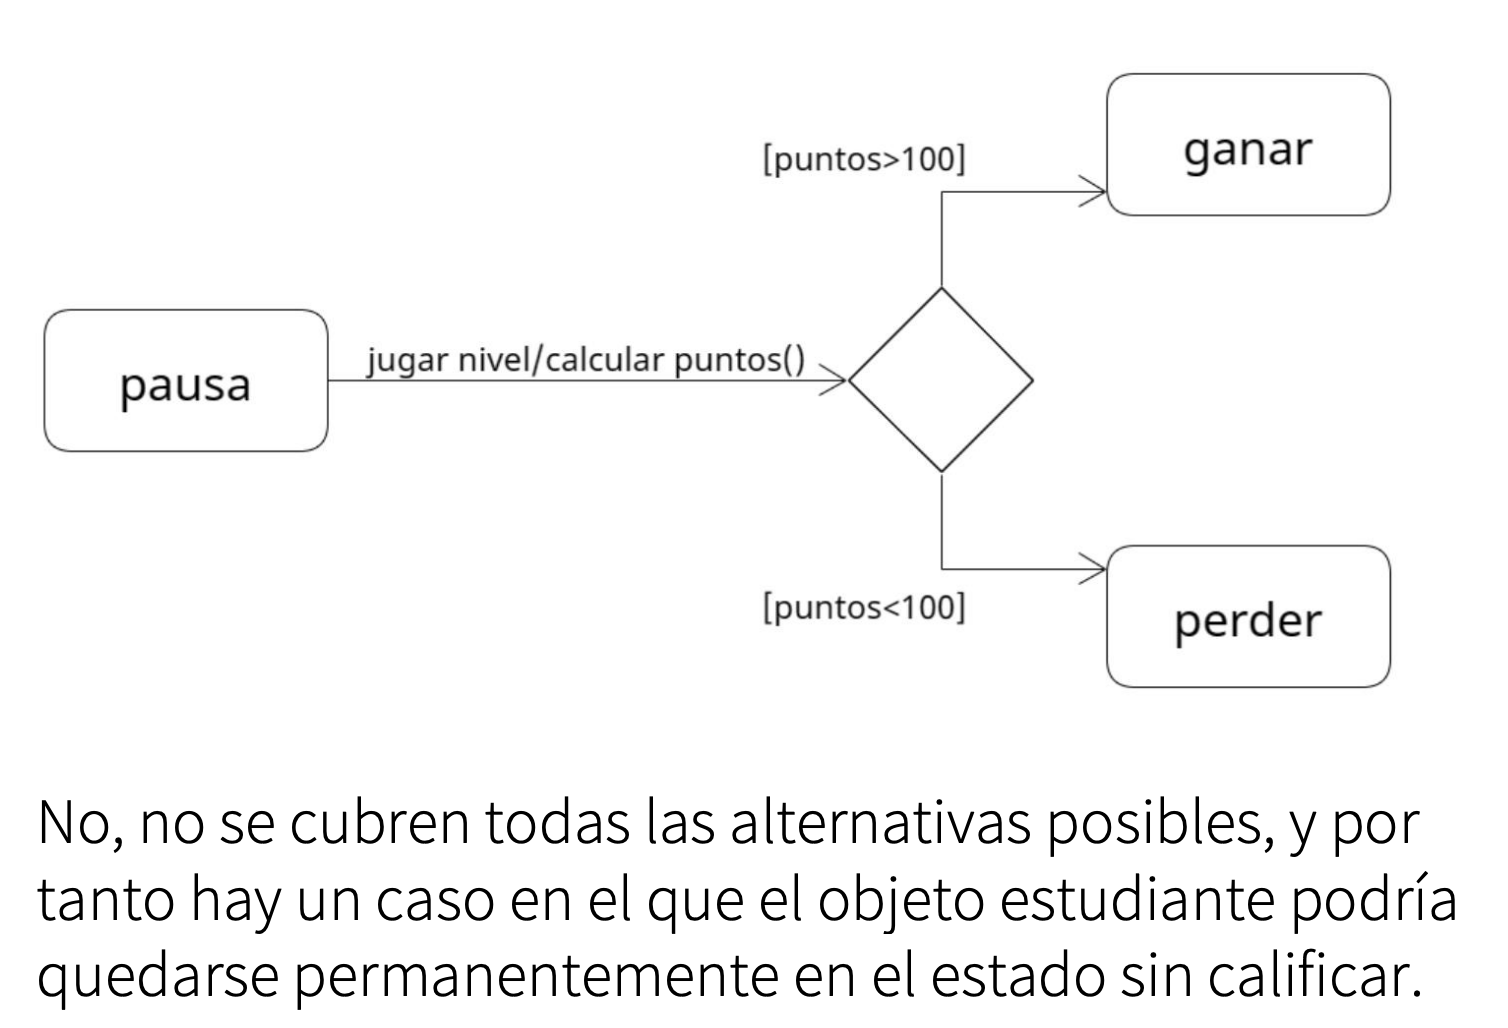 ganar
[puntos>100]
jugar nivel/calcular puntos()
pausa
[puntos<100]
perder
No, no se cubren todas las alternativas posibles, y por
tanto hay un caso en el que el objeto estudiante podría
quedarse permanentemente en el estado sin calificar.